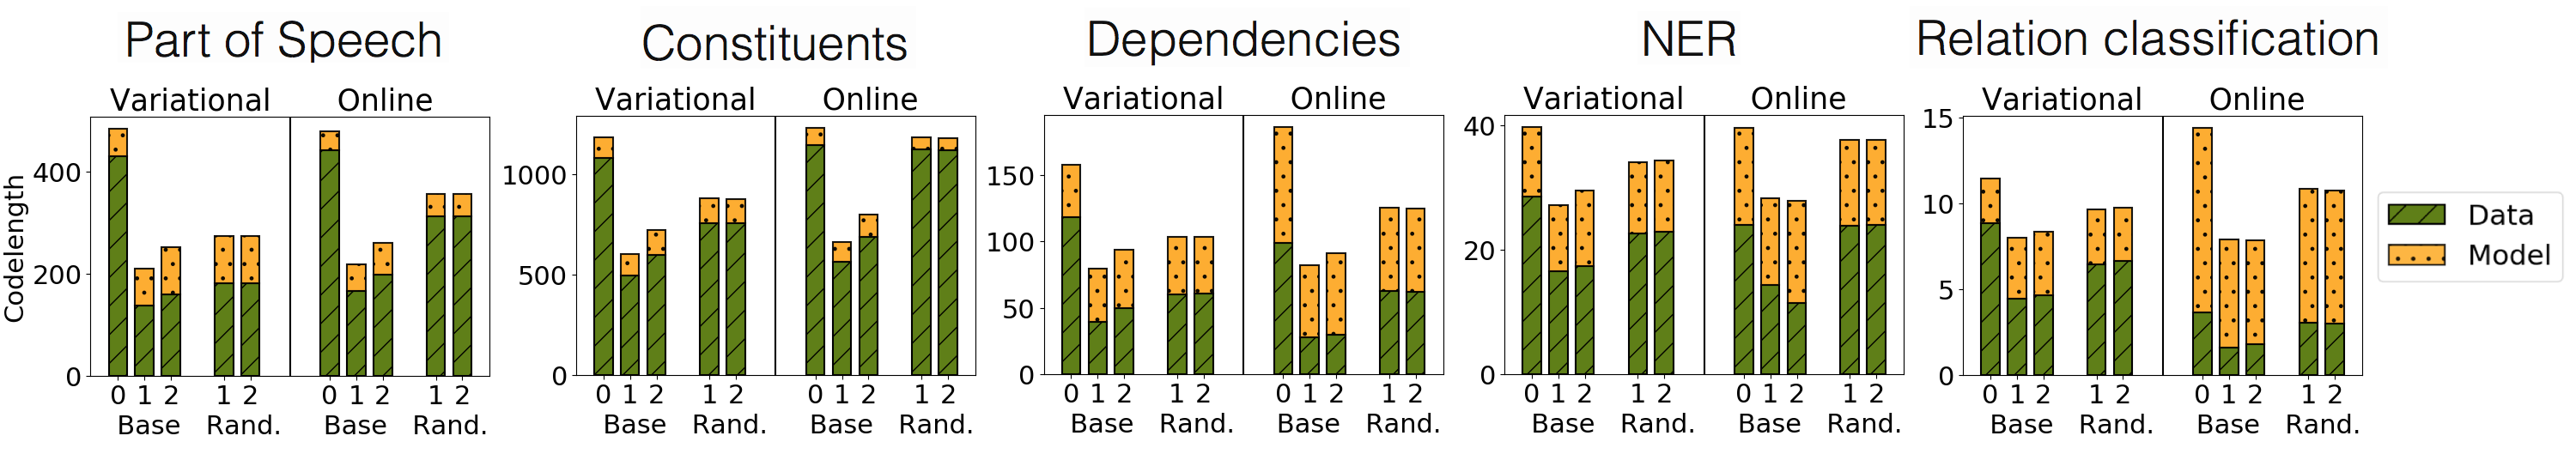 Part of Speech
Constituents
Dependencies
NER
Relation classification
Variational Online
Variational Online
Variational Online
Variational Online
Variational Online
Codelength
400
200
0
0 1 2 1 2 0 1 2 1 2
Base Rand. Base Rand.
1000
500
0
0 1 2 1 2 0 1 2 1 2
Base Rand. Base Rand.
150
100
50
0
0 1 2 1 2 0 1 2 1 2
Base Rand. Base Rand.
40
20
0
0 1 2 1 2 0 1 2 1 2
Base Rand. Base Rand.
15
10
5
0
0 1 2 1 2 0 1 2 1 2
Base Rand. Base Rand.
Data
Model